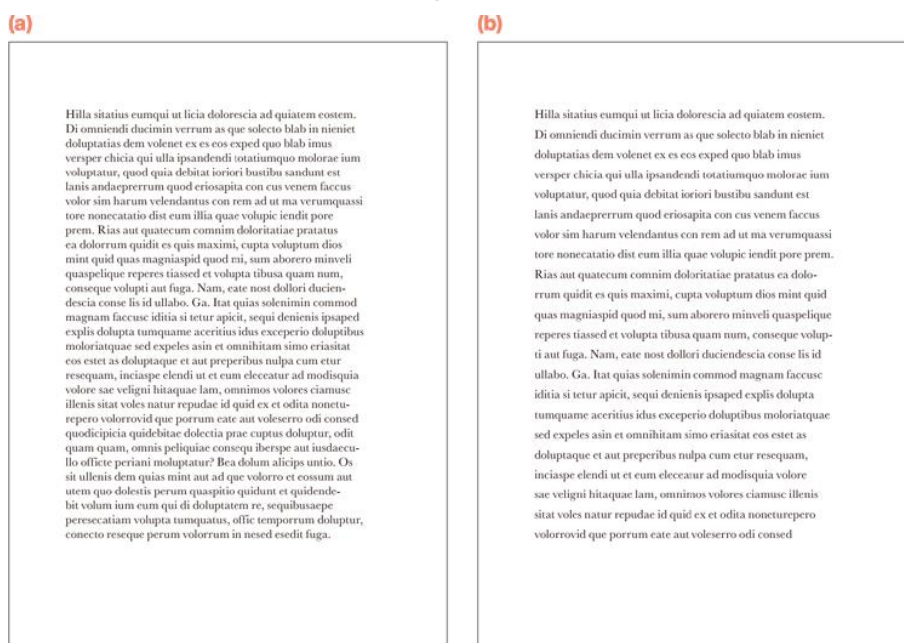 (a)
Hilla sitatius eumqui ut licia dolorescia ad quiatem eostem.
Di omniendi ducimin verrum as que solecto blab in nieniet
doluptatias dem volenet ex es eos exped quo blab imus
versper chicia qui ulla ipsandendi totatiumquo molorae ium
voluptatur, quod quia debitat ioriori bustibu sandunt est
lanis andaeprerrum quod eriosapita con cus venem faccus
volor sim harum velendantus con rem ad ut ma verumquassi
tore nonecatatio dist eum illia quae volupic iendit pore
prem. Rias aut quatecum comnim doloritatiae pratatus
ea dolorrum quidit es quis maximi, cupta voluptum dios
mint quid quas magniaspid quod mi, sum aborero minveli
quaspelique reperes tiassed et volupta tibusa quam num,
conseque volupti aut fuga. Nam, eate nost dollori ducien-
descia conse lis id ullabo. Ga. Itat quias solenimin commod
magnam faccusc iditia si tetur apicit, sequi denienis ipsaped
explis dolupta tumquame aceritius idus exceperio doluptibus
moloriatquae sed expeles asin et omnihitam simo eriasitat
eos estet as doluptaque et aut preperibus nulpa cum etur
resequam, inciaspe elendi ut et eum eleceatur ad modisquia
volore sae veligni hitaquae lam, omnimos volores ciamusc
illenis sitat voles natur repudae id quid ex et odita nonetu-
repero volorrovid que porrum eate aut voleserro odi consed
quodicipicia quidebitae dolectia prae cuptus doluptur, odit
quam quam, omnis peliquiae consequ iberspe aut iusdaecu-
llo officte periani moluptatur? Bea dolum alicips untio. Os
sit ullenis dem quias mint aut ad que volorro et eossum aut
utem quo dolestis perum quaspitio quidunt et quidende-
bit volum ium eum qui di doluptatem re, sequibusaepe
peresecatiam volupta tumquatus, offic temporrum doluptur,
conecto reseque perum volorrum in nesed esedit fuga.
(b)
Hilla sitatius eumqui ut licia dolorescia ad quiatem eostem.
Di omniendi ducimin verrum as que solecto blab in nieniet
doluptatias dem volenet ex es eos exped quo blab imus
versper chicia qui ulla ipsandendi totatiumquo molorae ium
voluptatur, quod quia debitat ioriori bustibu sandunt est
lanis andaeprerrum quod eriosapita con cus venem faccus
volor sim harum velendantus con rem ad ut ma verumquassi
tore nonecatatio dist eum illia quae volupic iendit pore prem.
Rias aut quatecum comnim doloritatiae pratatus ea dolo-
rrum quidit es quis maximi, cupta voluptum dios mint quid
quas magniaspid quod mi, sum aborero minveli quaspelique
reperes tiassed et volupta tibusa quam num, conseque volup-
ti aut fuga. Nam, eate nost dollori duciendescia conse lis id
ullabo. Ga. Itat quias solenimin commod magnam faccusc
iditia si tetur apicit, sequi denienis ipsaped explis dolupta
tumquame aceritius idus exceperio doluptibus moloriatquae
sed expeles asin et omnihitam simo eriasitat eos estet as
doluptaque et aut preperibus nulpa cum etur resequam,
inciaspe elendi ut et eum eleceatur ad modisquia volore
sae veligni hitaquae lam, omnimos volores ciamusc illenis
sitat voles natur repudae id quid ex et odita noneturepero
volorrovid que porrum eate aut voleserro odi consed